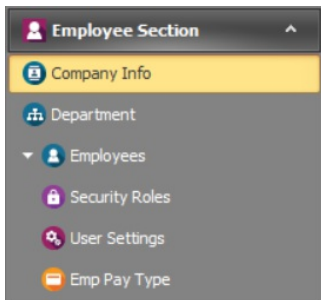 Employee Section
Company Info
Department
Employees
Security Roles
User Settings
Emp Pay Type